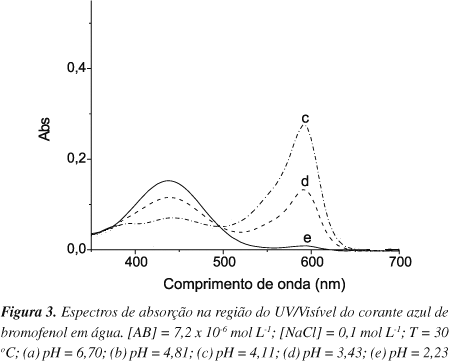 0,4
0,2
0,0
Abs
c
d
e
400
500
600
700
Comprimento de onda (nm)
Figura 3. Espectros de absorção na região do UV/Visível do corante azul de
bromofenol em água. [AB] = 7,2 x 10-6 mol L-1; [NaCl] = 0,1 mol L-1; T = 30
oC; (a) pH = 6,70; (b) pH = 4,81; (c) pH = 4,11; (d) pH = 3,43; (e) pH = 2,23